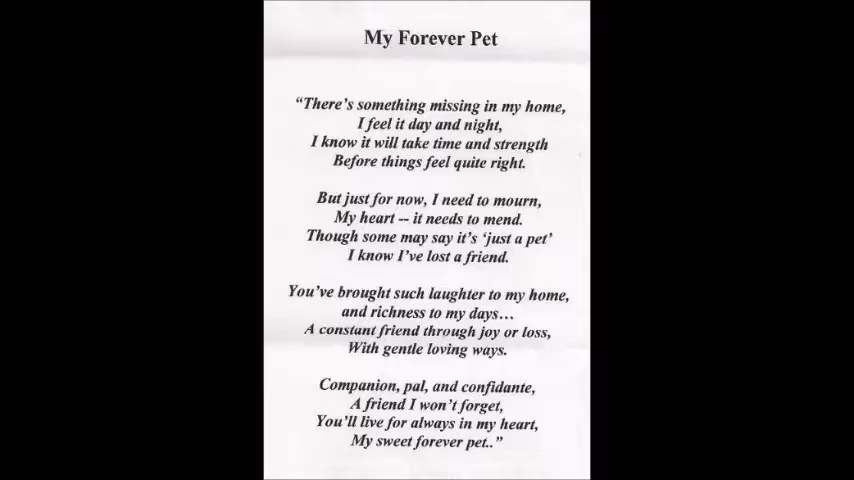 My Forever Pet
“There’s something missing in my home,
I feel it day and night,
I know it will take time and strength
Before things feel quite right.
But just for now, I need to mourn,
My heart -- it needs to mend.
Though some may say it’s ‘just a pet’
I know I’ve lost a friend.
You’ve brought such laughter to my home,
and richness to my days…
A constant friend through joy or loss,
With gentle loving ways.
Companion, pal, and confidante,
A friend I won’t forget,
You’ll live for always in my heart,
My sweet forever pet..”